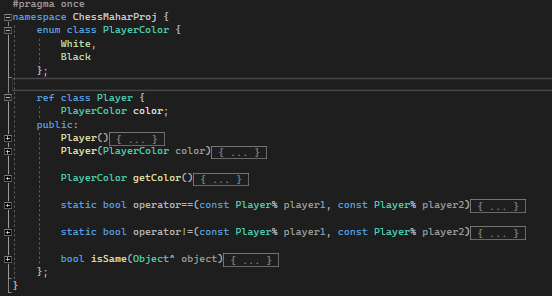 #pragma once
namespace ChessMaharProj {
enum class PlayerColor {
White,
Black
};
ref class Player {
PlayerColor color;
public:
Player(){ ... }
Player(PlayerColor color){ ... }
PlayerColor getColor(){ ... }
static bool operator==(const Player% player1, const Player% player2){ ... }
static bool operator!=(const Player% player1, const Player% player2){ ... }
bool isSame(Object^ object){ ... }
};
}